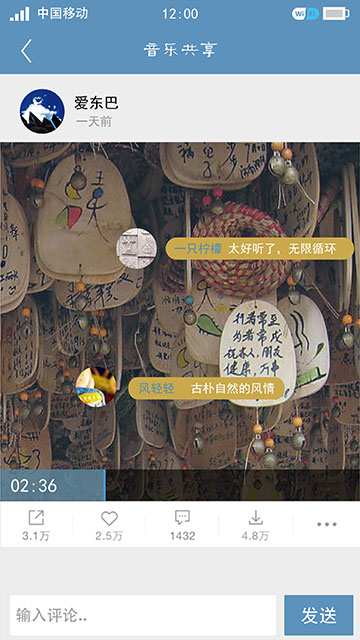 中国移动
12:00
WiFi
音乐共享
爱东巴
一天前
一只柠檬 太好听了，无限循环
风轻轻 古朴自然的风情
02:36
3.1万
2.5万
1432
4.8万
输入评论..
发送